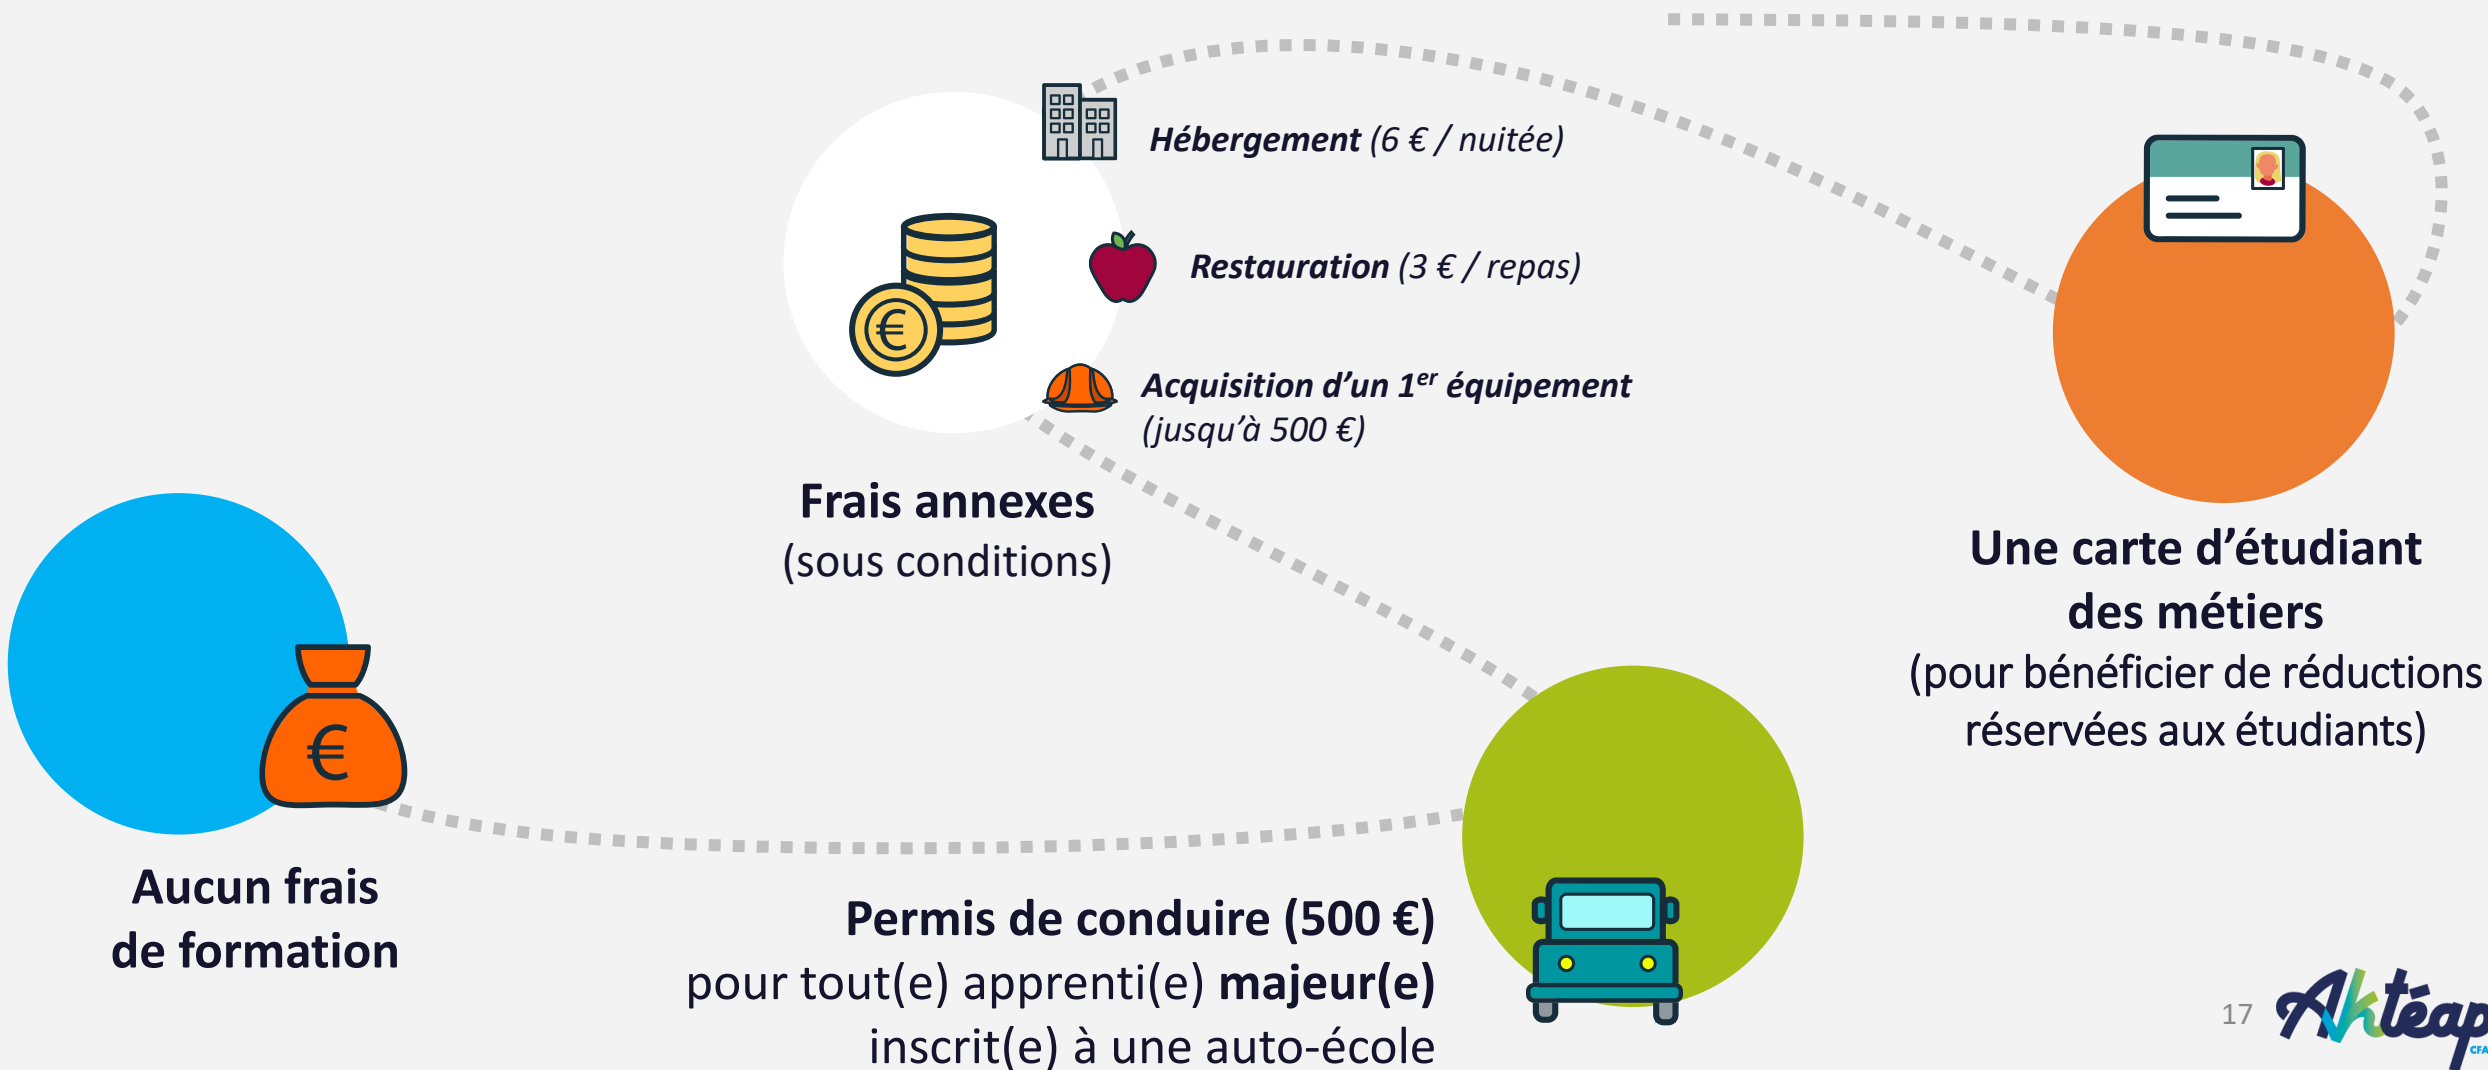 Hébergement (6 € / nuitée)
Restauration (3 € / repas)
Acquisition d’un 1er équipement
(jusqu’à 500 €)
Frais annexes
(sous conditions)
Une carte d’étudiant
des métiers
(pour bénéficier de réductions
réservées aux étudiants)
€
€
Aucun frais
de formation
Permis de conduire (500 €)
pour tout(e) apprenti(e) majeur(e)
inscrit(e) à une auto-école
17
Aktéap
CFA